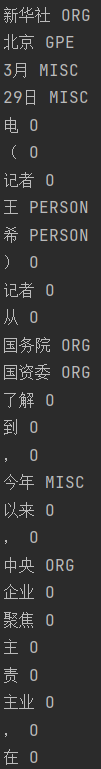 新华社 ORG
北京 GPE
3月 MISC
29日 MISC
电 O
（ O
记者 O
王 PERSON
希 PERSON
） O
记者 O
从 O
国务院 ORG
国资委 ORG
了解 O
到 O
， O
今年 MISC
以来 O
， O
中央 ORG
企业 O
聚焦 O
主 O
责 O
主业 O
， O
在 O